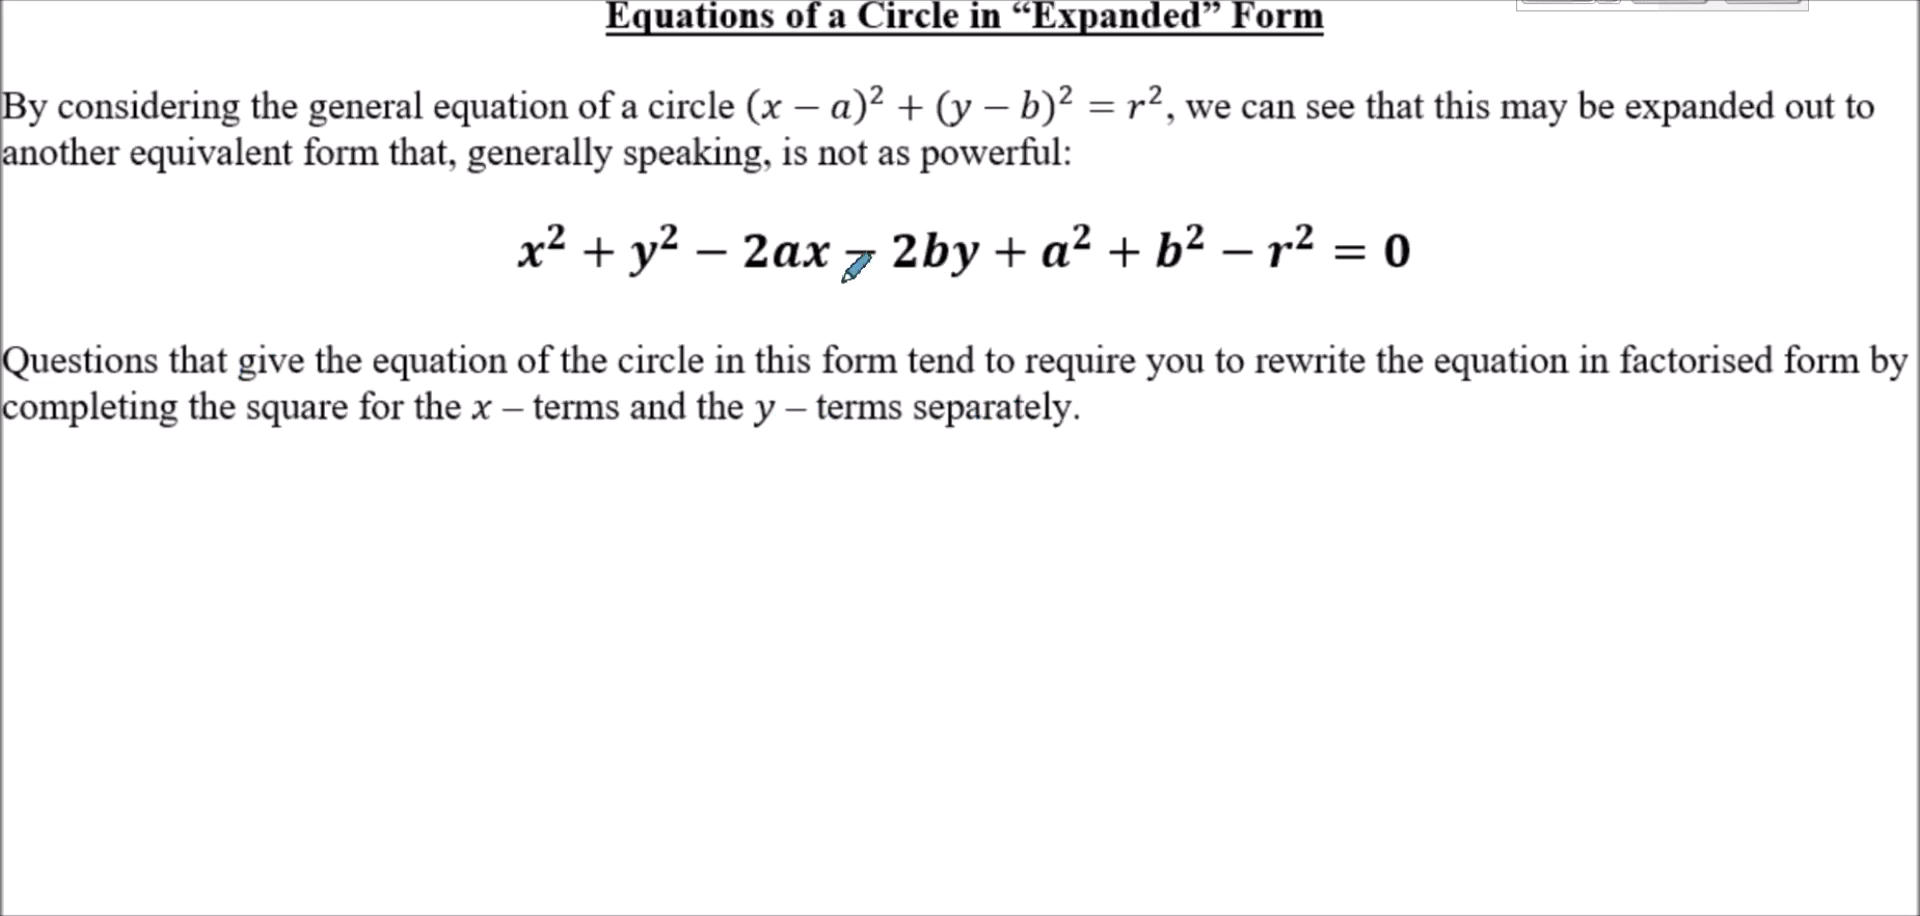 Equations of a Circle in “Expanded” Form
By considering the general equation of a circle (x – a)² + (y – b)² = r², we can see that this may be expanded out to
another equivalent form that, generally speaking, is not as powerful:
x² + y² – 2ax – 2by + a² + b² – r² = 0
Questions that give the equation of the circle in this form tend to require you to rewrite the equation in factorised form by
completing the square for the x – terms and the y – terms separately.